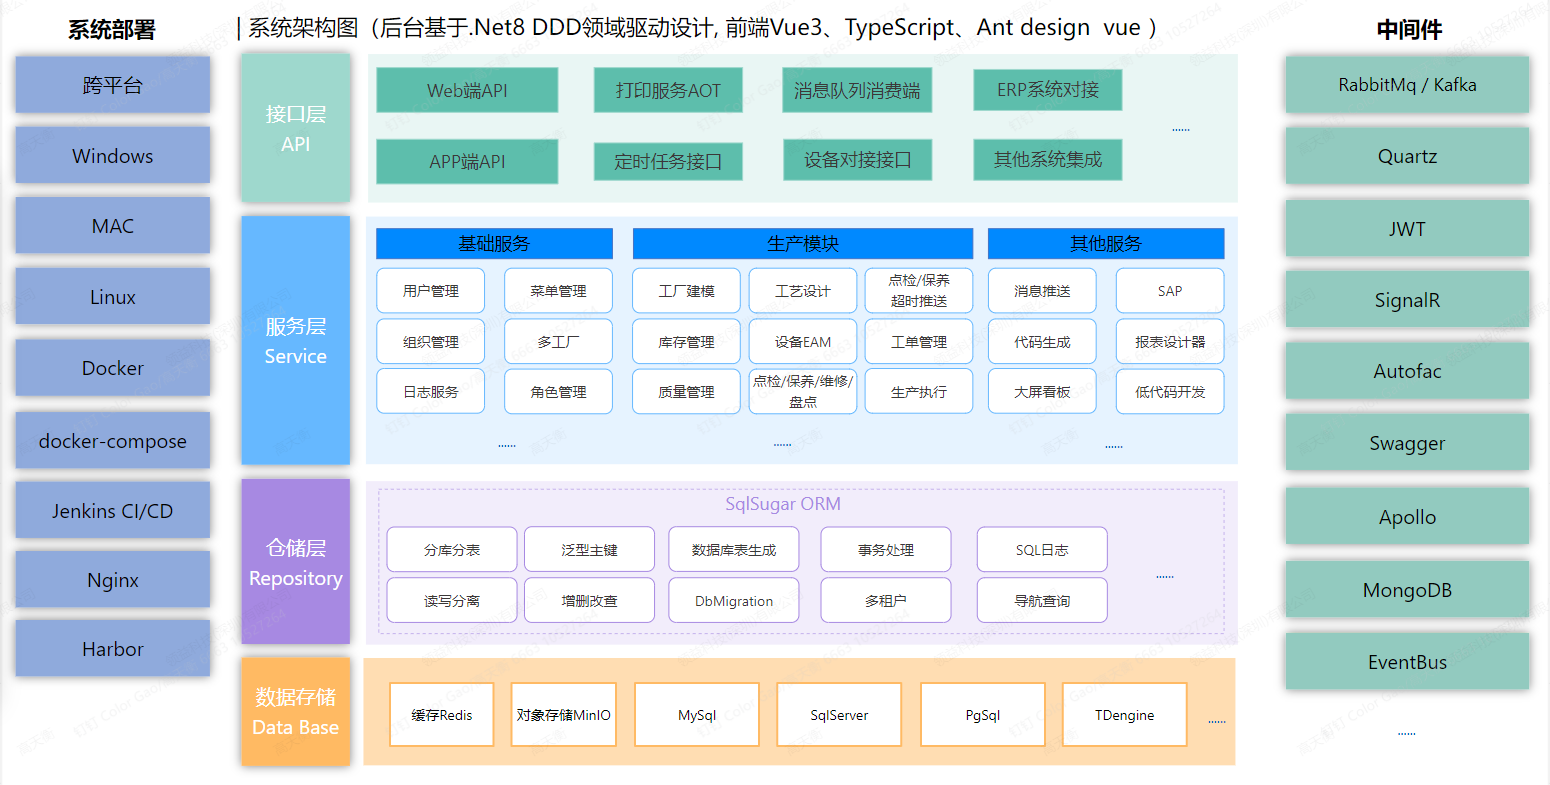 系统部署
跨平台
Windows
MAC
Linux
Docker
docker-compose
Jenkins CI/CD
Nginx
Harbor
| 系统架构图（后台基于.Net8 DDD领域驱动设计, 前端Vue3、TypeScript、Ant design vue ）
接口层
API
Web端API
打印服务AOT
消息队列消费端
ERP系统对接
APP端API
定时任务接口
设备对接接口
其他系统集成
......
服务层
Service
基础服务
用户管理
菜单管理
组织管理
多工厂
日志服务
角色管理
......
生产模块
工厂建模
工艺设计
点检/保养
超时推送
库存管理
设备EAM
工单管理
质量管理
点检/保养/维修/
盘点
生产执行
......
其他服务
消息推送
SAP
代码生成
报表设计器
大屏看板
低代码开发
......
仓储层
Repository
SqlSugar ORM
分库分表
泛型主键
数据库表生成
事务处理
SQL日志
读写分离
增删改查
DbMigration
多租户
导航查询
......
数据存储
Data Base
缓存Redis
对象存储MinIO
MySql
SqlServer
PgSql
TDengine
......
中间件
RabbitMq / Kafka
Quartz
JWT
SignalR
Autofac
Swagger
Apollo
MongoDB
EventBus
......